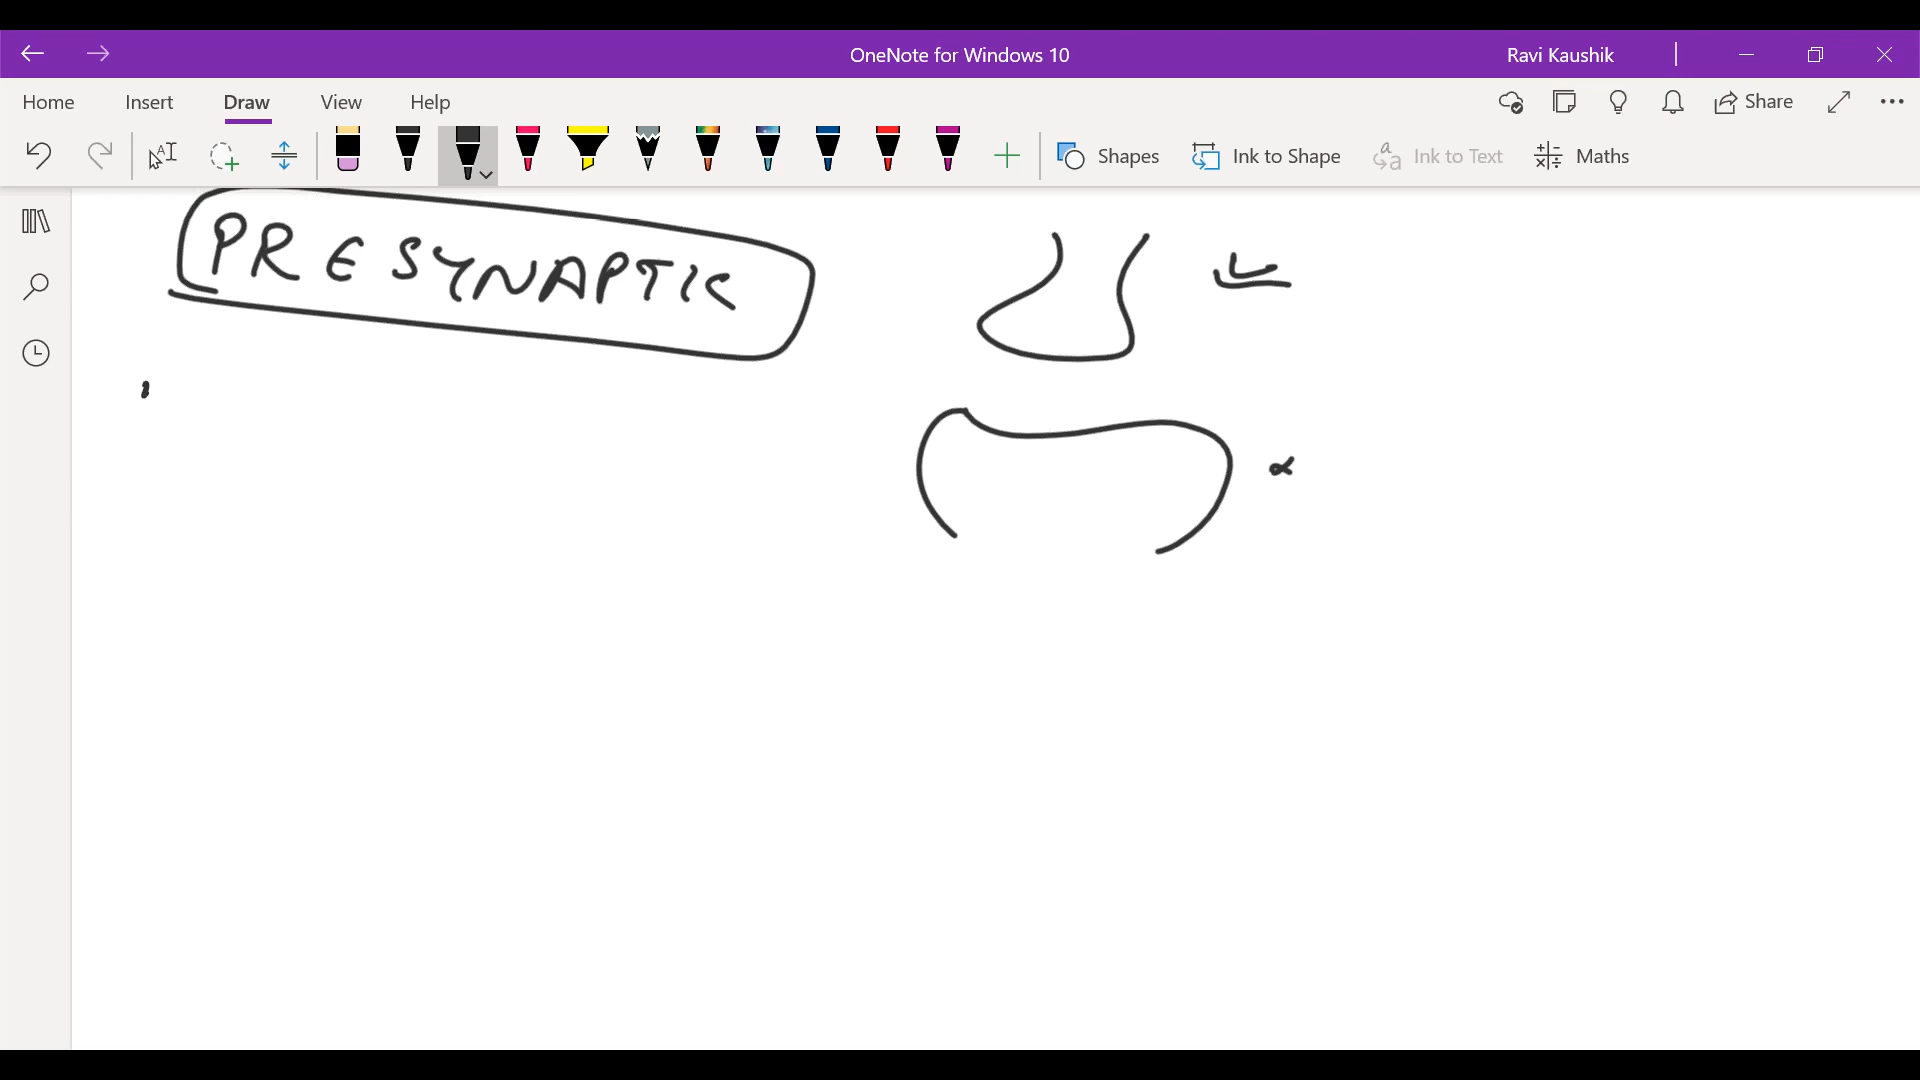 OneNote for Windows 10
Ravi Kaushik
Home Insert Draw View Help
Share
Shapes Ink to Shape Ink to Text Maths
PRESYNAPTIC
α